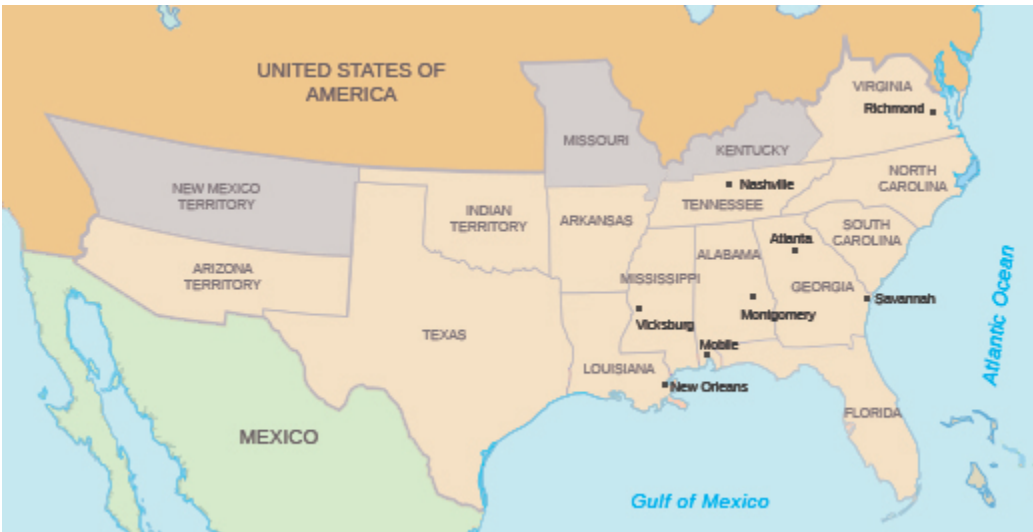 UNITED STATES OF
AMERICA
VIRGINIA
Richmond
MISSOURI
KENTUCKY
NEW MEXICO
TERRITORY
NORTH
CAROLINA
Nashville
TENNESSEE
INDIAN
TERRITORY
ARKANSAS
SOUTH
CAROLINA
Atlanta
ALABAMA
ARIZONA
TERRITORY
MISSISSIPPI
GEORGIA
Savannah
Vicksburg
Montgomery
TEXAS
Mobile
LOUISIANA
New Orleans
Atlantic Ocean
FLORIDA
MEXICO
Gulf of Mexico